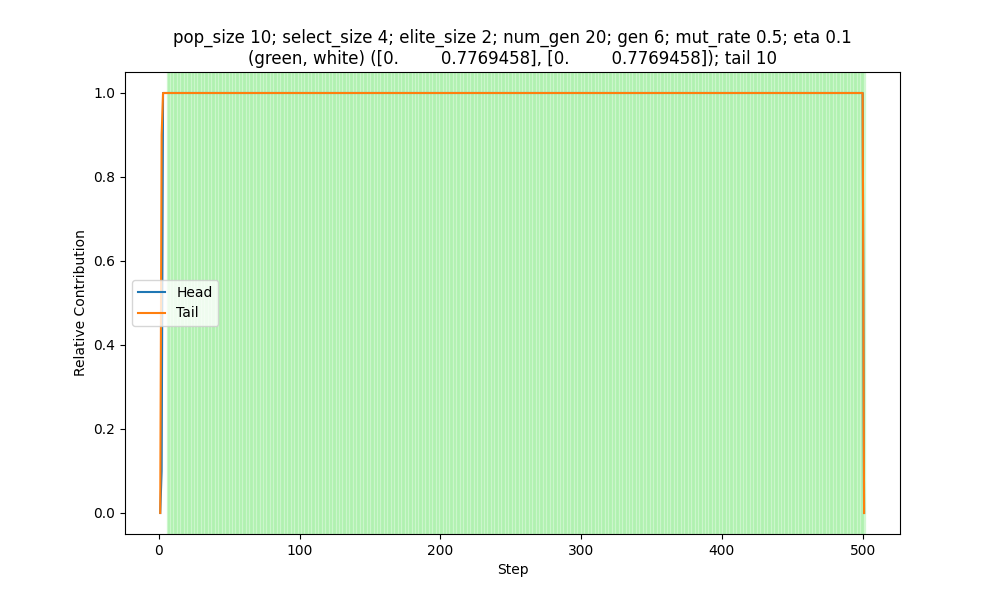 pop_size 10; select_size 4; elite_size 2; num_gen 20; gen 6; mut_rate 0.5; eta 0.1
(green, white) ([0. 0.7769458], [0. 0.7769458]); tail 10
1.0
0.8
0.6
0.4
0.2
0.0
Relative Contribution
Head
Tail
0
100
200
300
400
500
Step